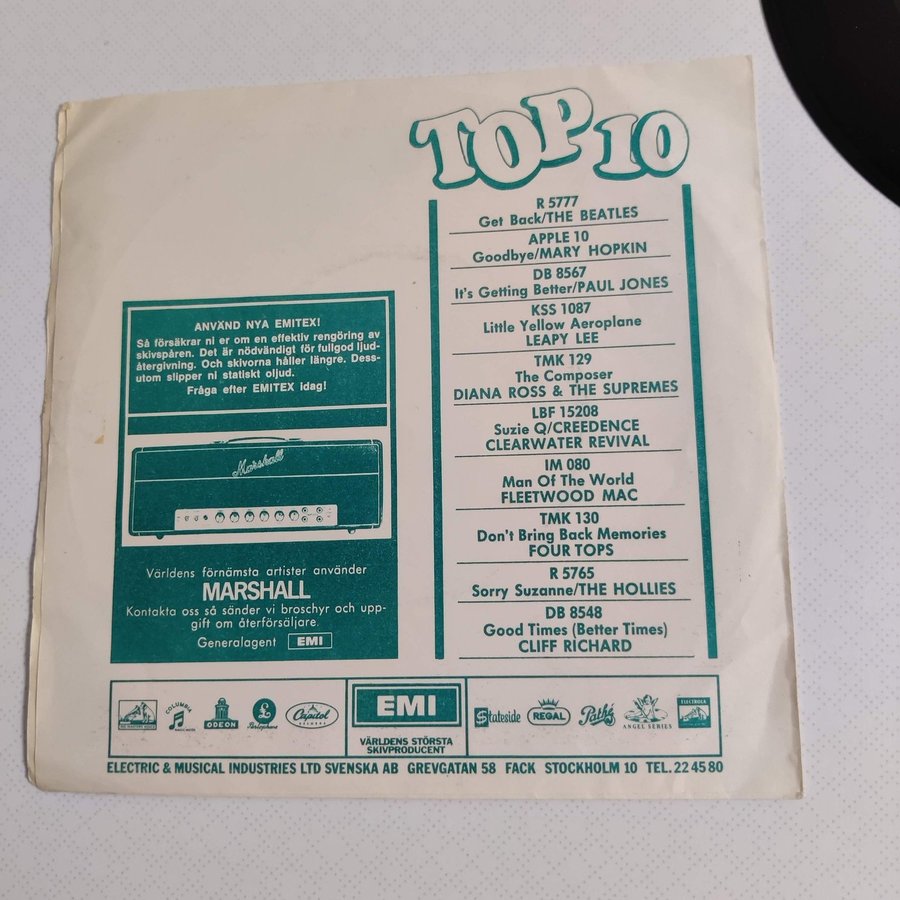 TOP 10
R 5777
Get Back/THE BEATLES
APPLE 10
Goodbye/MARY HOPKIN
DB 8567
It's Getting Better/PAUL JONES
KSS 1087
Little Yellow Aeroplane
LEAPY LEE
TMK 129
The Composer
DIANA ROSS & THE SUPREMES
LBF 15208
Suzie Q/CREEDENCE
CLEARWATER REVIVAL
IM 080
Man Of The World
FLEETWOOD MAC
TMK 130
Don't Bring Back Memories
FOUR TOPS
R 5765
Sorry Suzanne/THE HOLLIES
DB 8548
Good Times (Better Times)
CLIFF RICHARD
ANVÄND NYA EMITEX!
Så försäkrar ni er om en effektiv rengöring av
skivspåren. Det är nödvändigt för fullgod ljud-
återgivning. Och skivorna håller längre. Dess-
utom slipper ni statiskt oljud.
Fråga efter EMITEX idag!
Marshall
Världens förnämsta artister använder
MARSHALL
Kontakta oss så sänder vi broschyr och upp-
gift om återförsäljare.
Generalagent EMI
COLUMBIA
ODEON
Parlophone
Capitol
EMI
VÄRLDENS STÖRSTA
SKIVPRODUCENT
Stateside
REGAL
Pathé
ANGEL SERIES
ELECTROLA
ELECTRIC & MUSICAL INDUSTRIES LTD SVENSKA AB GREVGATAN 58 FACK STOCKHOLM 10 TEL. 22 45 80